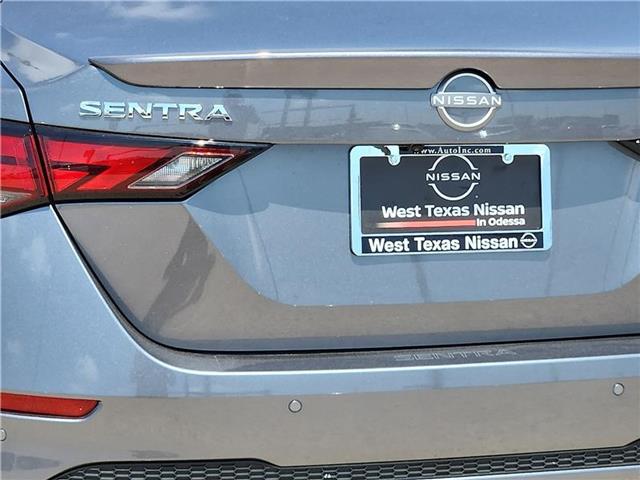 SENTRA
NISSAN
www.AutoInc.com
NISSAN
West Texas Nissan
In Odessa
West Texas Nissan
SENTRA